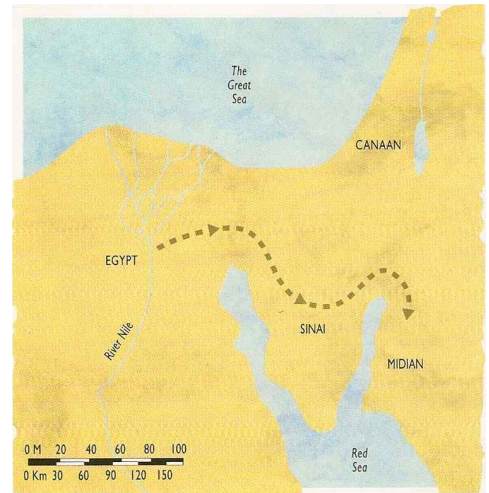 The
Great
Sea
CANAAN
EGYPT
River Nile
SINAI
MIDIAN
Red
Sea
0 M 20 40 60 80 100
0 Km 30 60 90 120 150